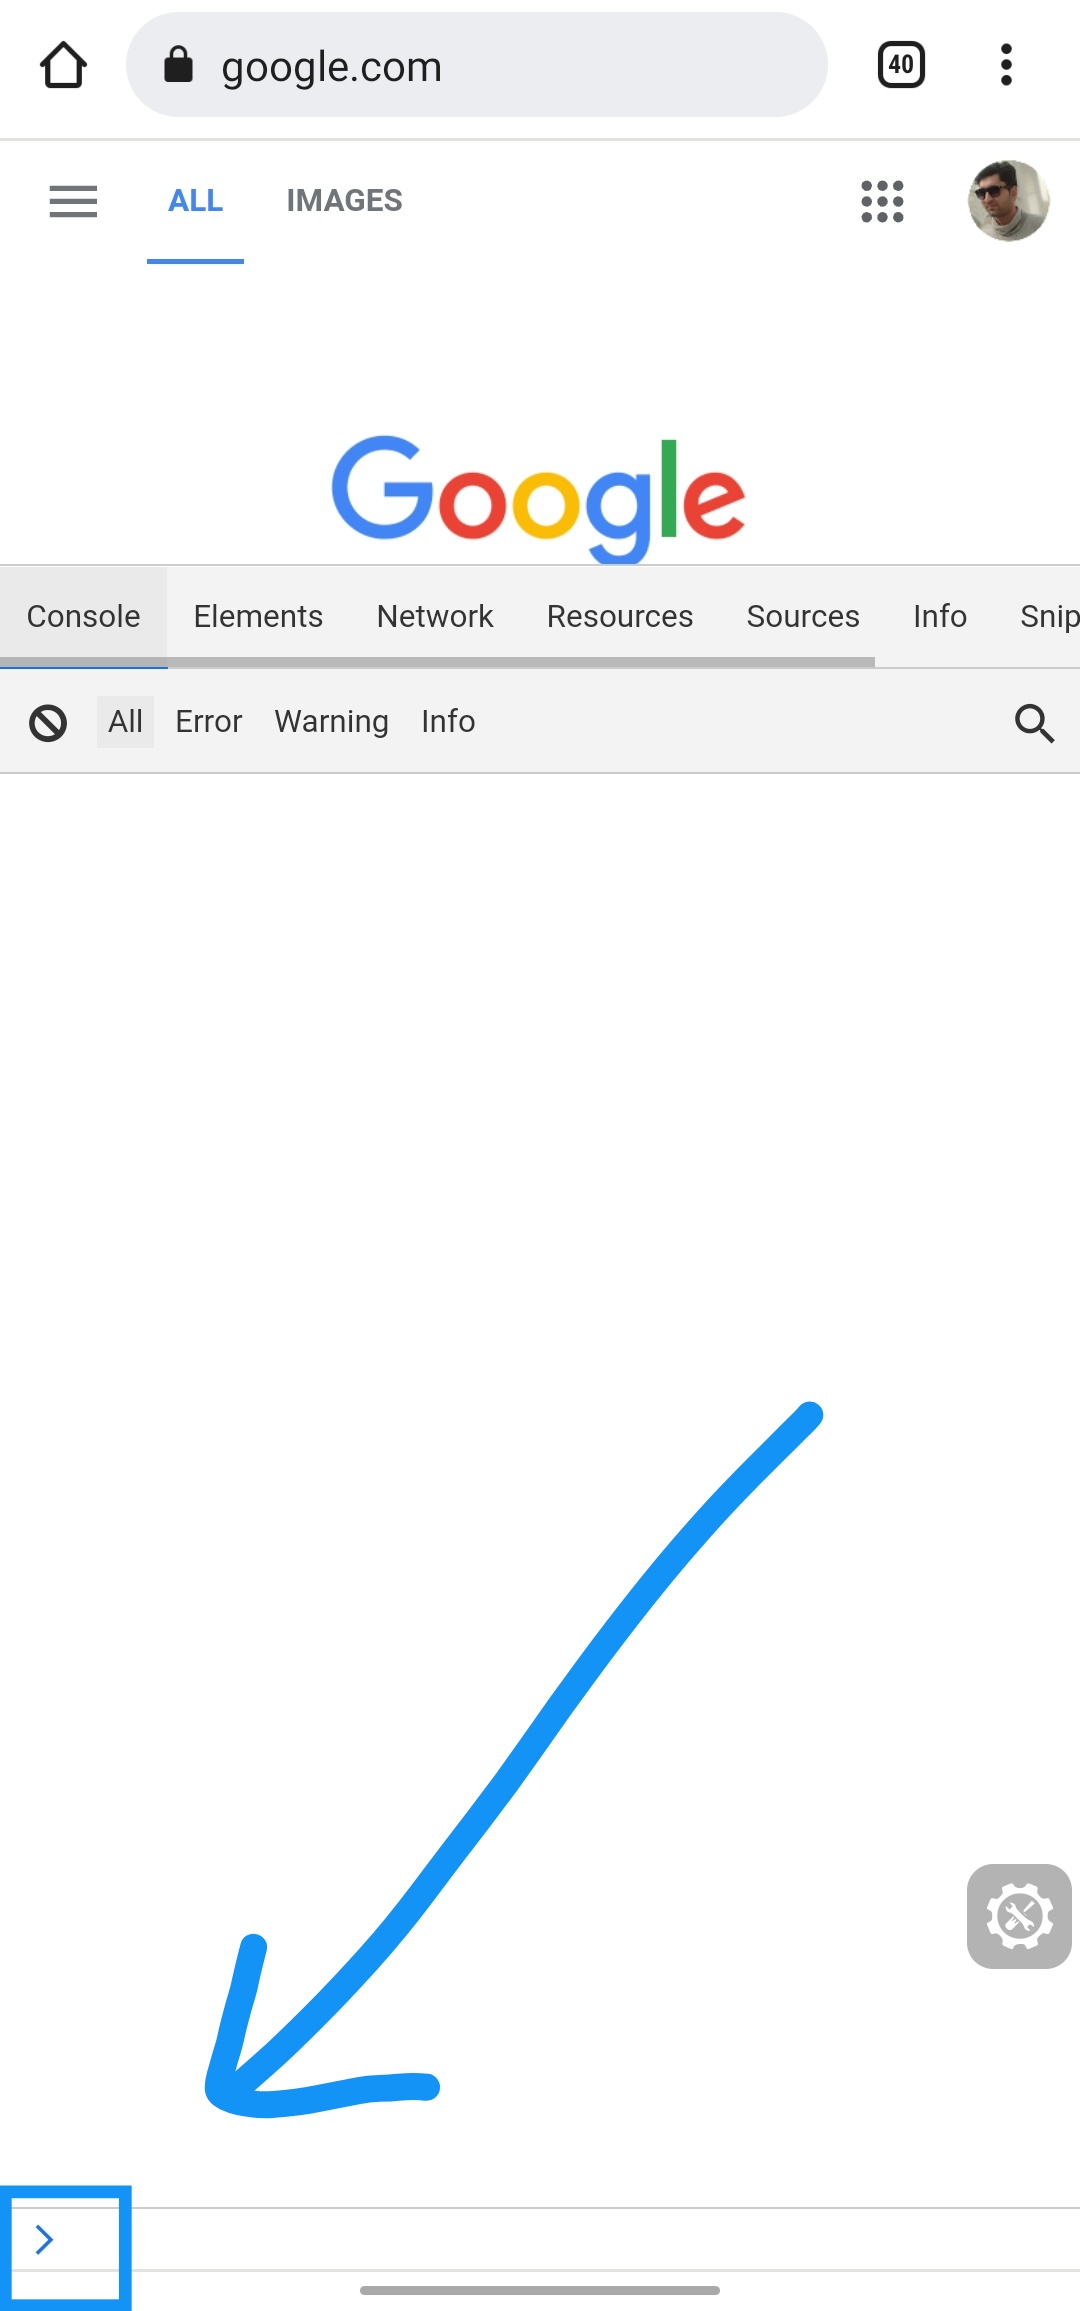 google.com 40
ALL IMAGES
Google
Console Elements Network Resources Sources Info Snip
All Error Warning Info